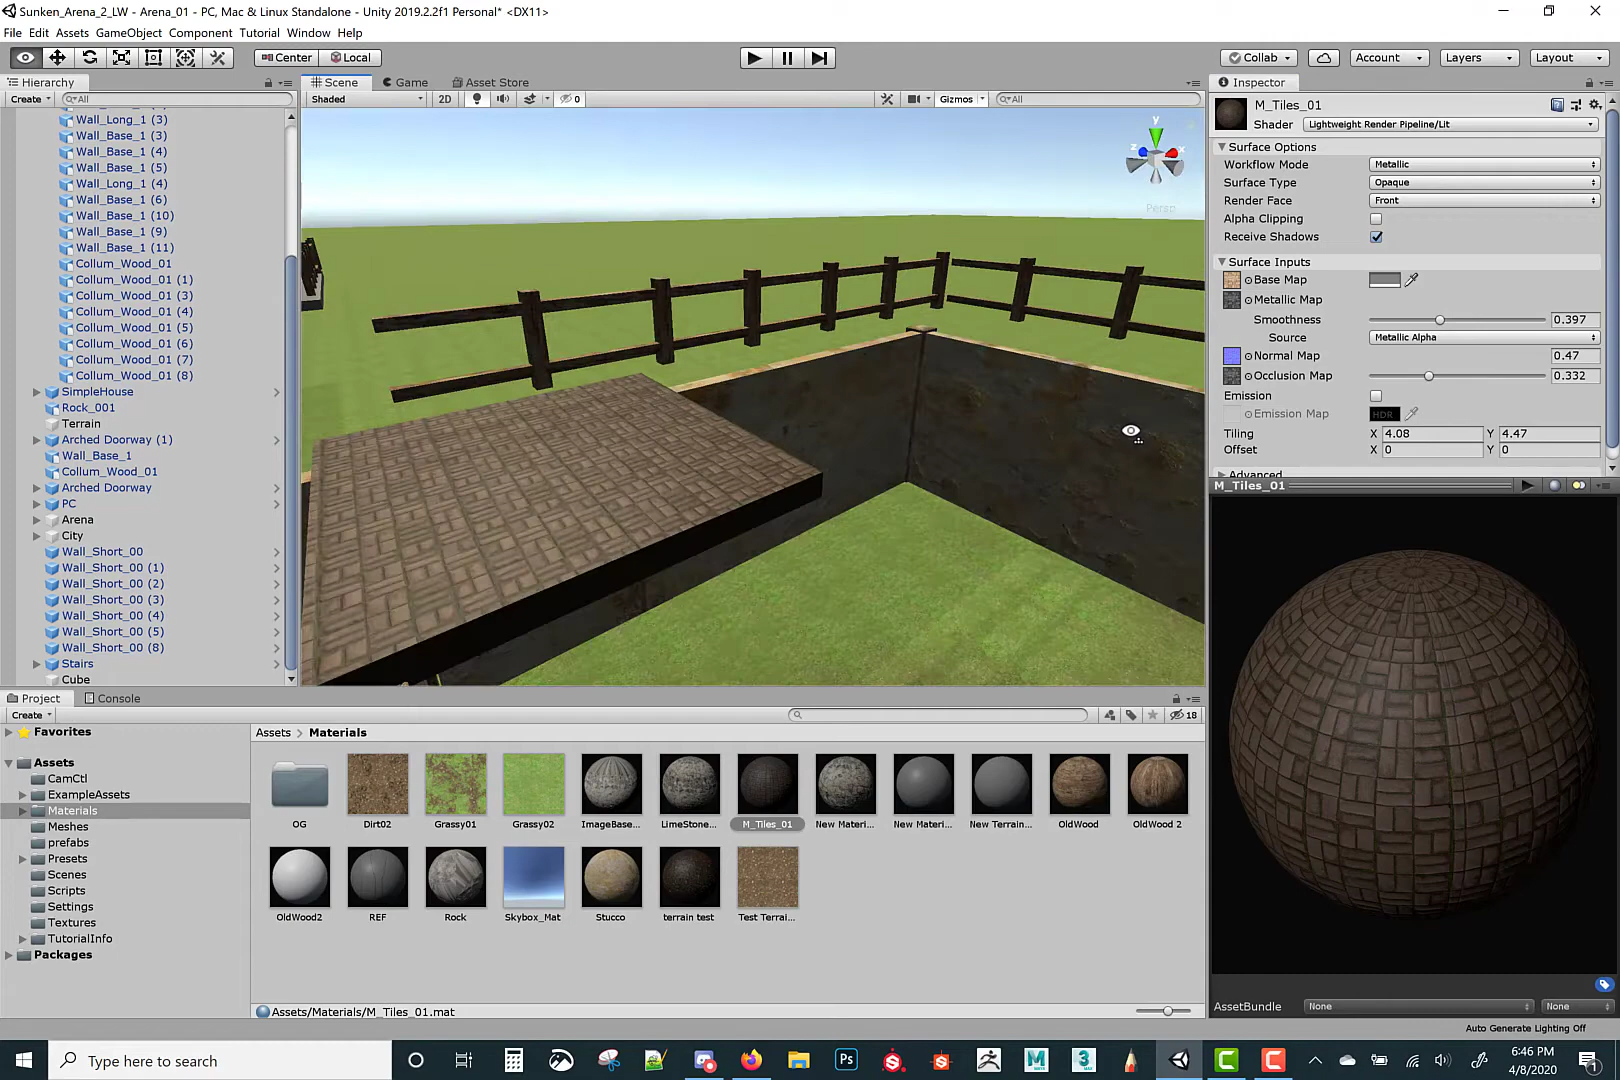 Sunken_Arena_2_LW - Arena_01 - PC, Mac & Linux Standalone - Unity 2019.2.2f1 Personal* <DX11>
File Edit Assets GameObject Component Tutorial Window Help
Center Local
Collab Account Layers Layout
Hierarchy
Create All
Wall_Long_1 (3)
Wall_Base_1 (3)
Wall_Base_1 (4)
Wall_Base_1 (5)
Wall_Long_1 (4)
Wall_Base_1 (6)
Wall_Base_1 (10)
Wall_Base_1 (9)
Wall_Base_1 (11)
Collum_Wood_01
Collum_Wood_01 (1)
Collum_Wood_01 (3)
Collum_Wood_01 (4)
Collum_Wood_01 (5)
Collum_Wood_01 (6)
Collum_Wood_01 (7)
Collum_Wood_01 (8)
SimpleHouse
Rock_001
Terrain
Arched Doorway (1)
Wall_Base_1
Collum_Wood_01
Arched Doorway
PC
Arena
City
Wall_Short_00
Wall_Short_00 (1)
Wall_Short_00 (2)
Wall_Short_00 (3)
Wall_Short_00 (4)
Wall_Short_00 (5)
Wall_Short_00 (8)
Stairs
Cube
Scene Game Asset Store
Shaded 2D 0 Gizmos All
y
z x
Persp
Inspector
M_Tiles_01
Shader Lightweight Render Pipeline/Lit
Surface Options
Workflow Mode Metallic
Surface Type Opaque
Render Face Front
Alpha Clipping
Receive Shadows
Surface Inputs
Base Map
Metallic Map
Smoothness 0.397
Source Metallic Alpha
Normal Map 0.47
Occlusion Map 0.332
Emission
Emission Map HDR
Tiling X 4.08 Y 4.47
Offset X 0 Y 0
Advanced
M_Tiles_01
AssetBundle None None
Auto Generate Lighting Off
Project Console
Create 18
Favorites
Assets
CamCtl
ExampleAssets
Materials
Meshes
prefabs
Presets
Scenes
Scripts
Settings
Textures
TutorialInfo
Packages
Assets Materials
OG Dirt02 Grassy01 Grassy02 ImageBase... LimeStone... M_Tiles_01 New Materi... New Materi... New Terrain... OldWood OldWood 2
OldWood2 REF Rock Skybox_Mat Stucco terrain test Test Terrai...
Assets/Materials/M_Tiles_01.mat
Type here to search
Ps
M
3
6:46 PM
4/8/2020
1